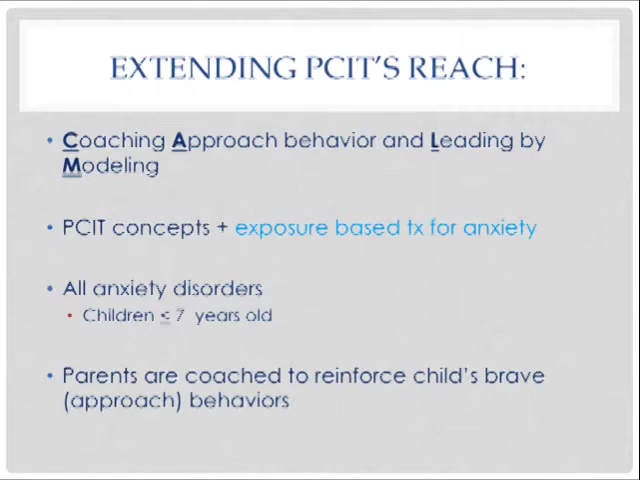 EXTENDING PCIT'S REACH:
• Coaching Approach behavior and Leading by
Modeling
• PCIT concepts + exposure based tx for anxiety
• All anxiety disorders
• Children ≤ 7 years old
• Parents are coached to reinforce child's brave
(approach) behaviors